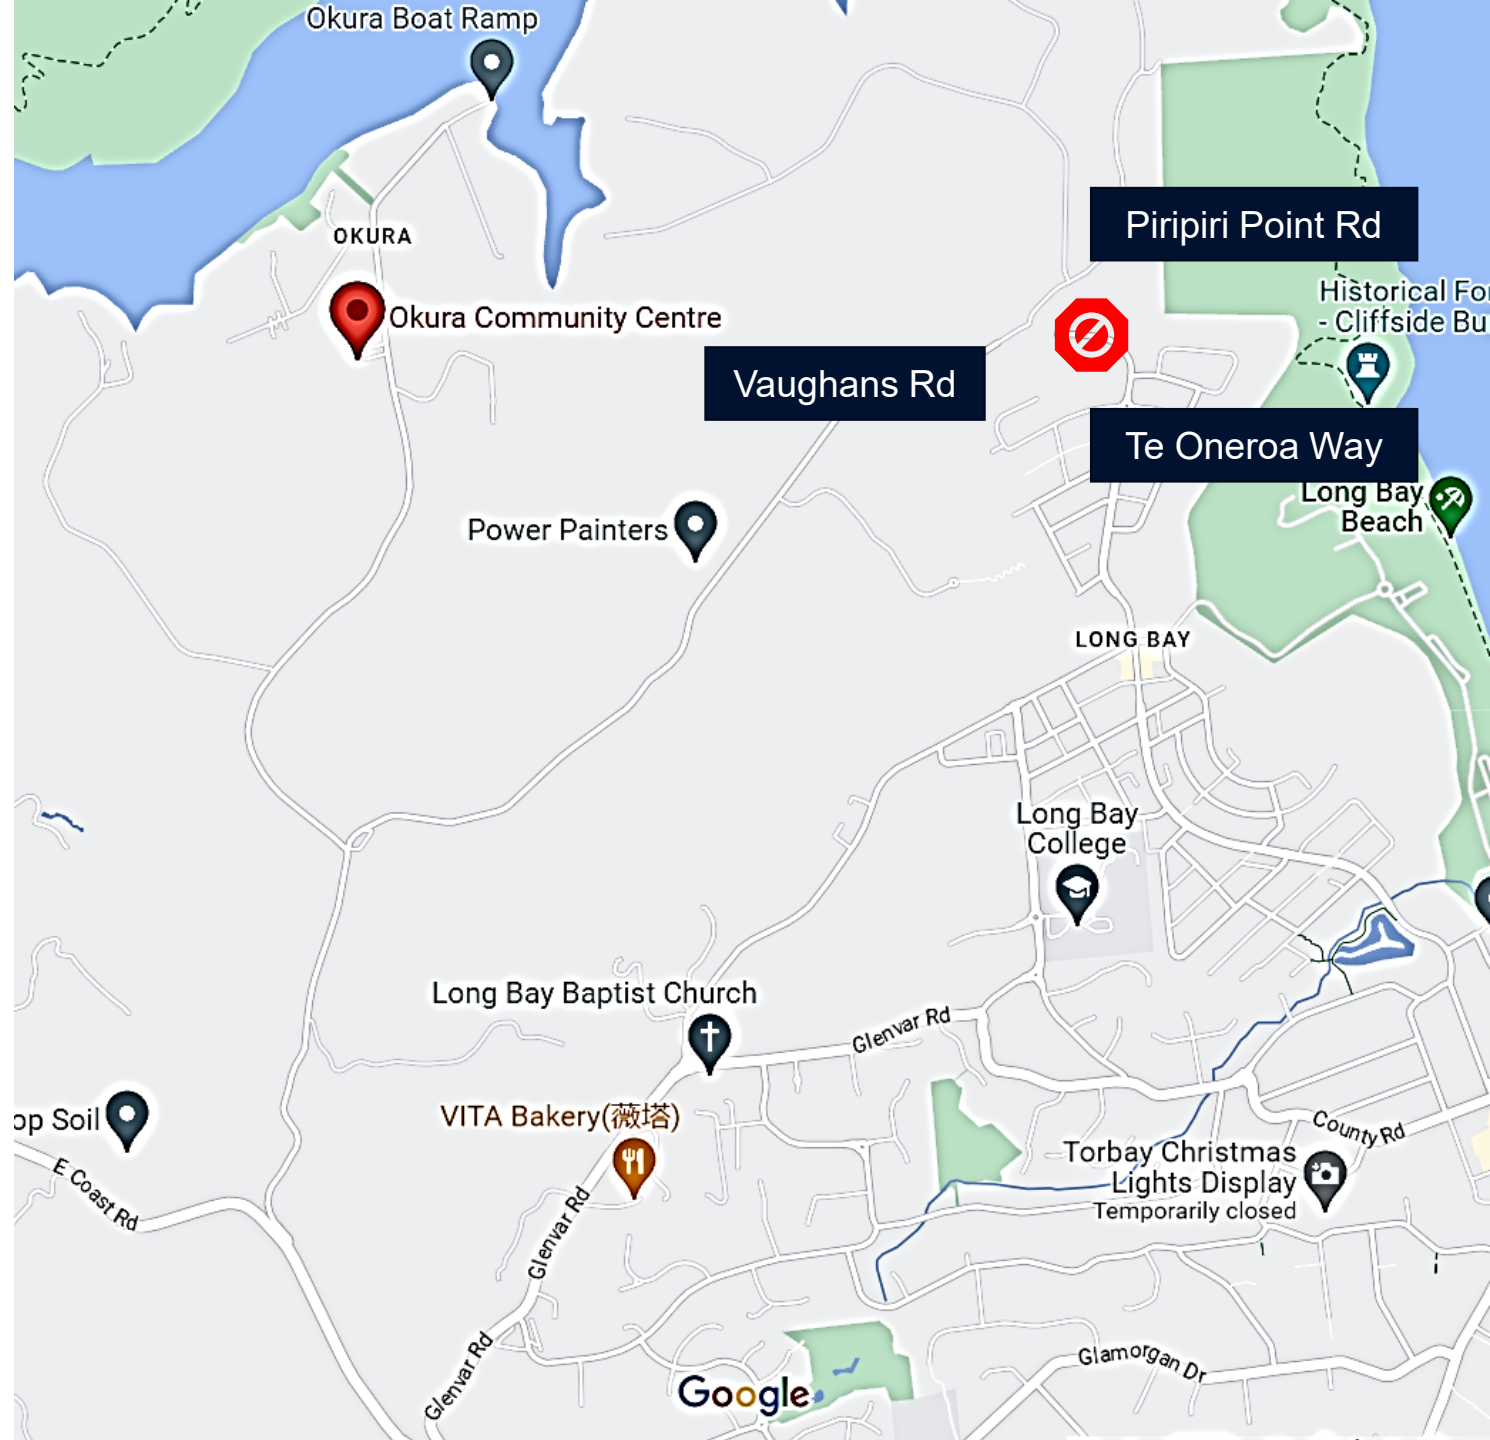 Okura Boat Ramp
OKURA
Piripiri Point Rd
Historical Fo
- Cliffside Bu
Okura Community Centre
Vaughans Rd
Te Oneroa Way
Long Bay
Beach
Power Painters
LONG BAY
Long Bay
College
Long Bay Baptist Church
Glenvar Rd
VITA Bakery(薇塔)
op Soil
E Coast Rd
County Rd
Torbay Christmas
Lights Display
Temporarily closed
Glenvar Rd
Glenvar Rd
Glamorgan Dr
Google